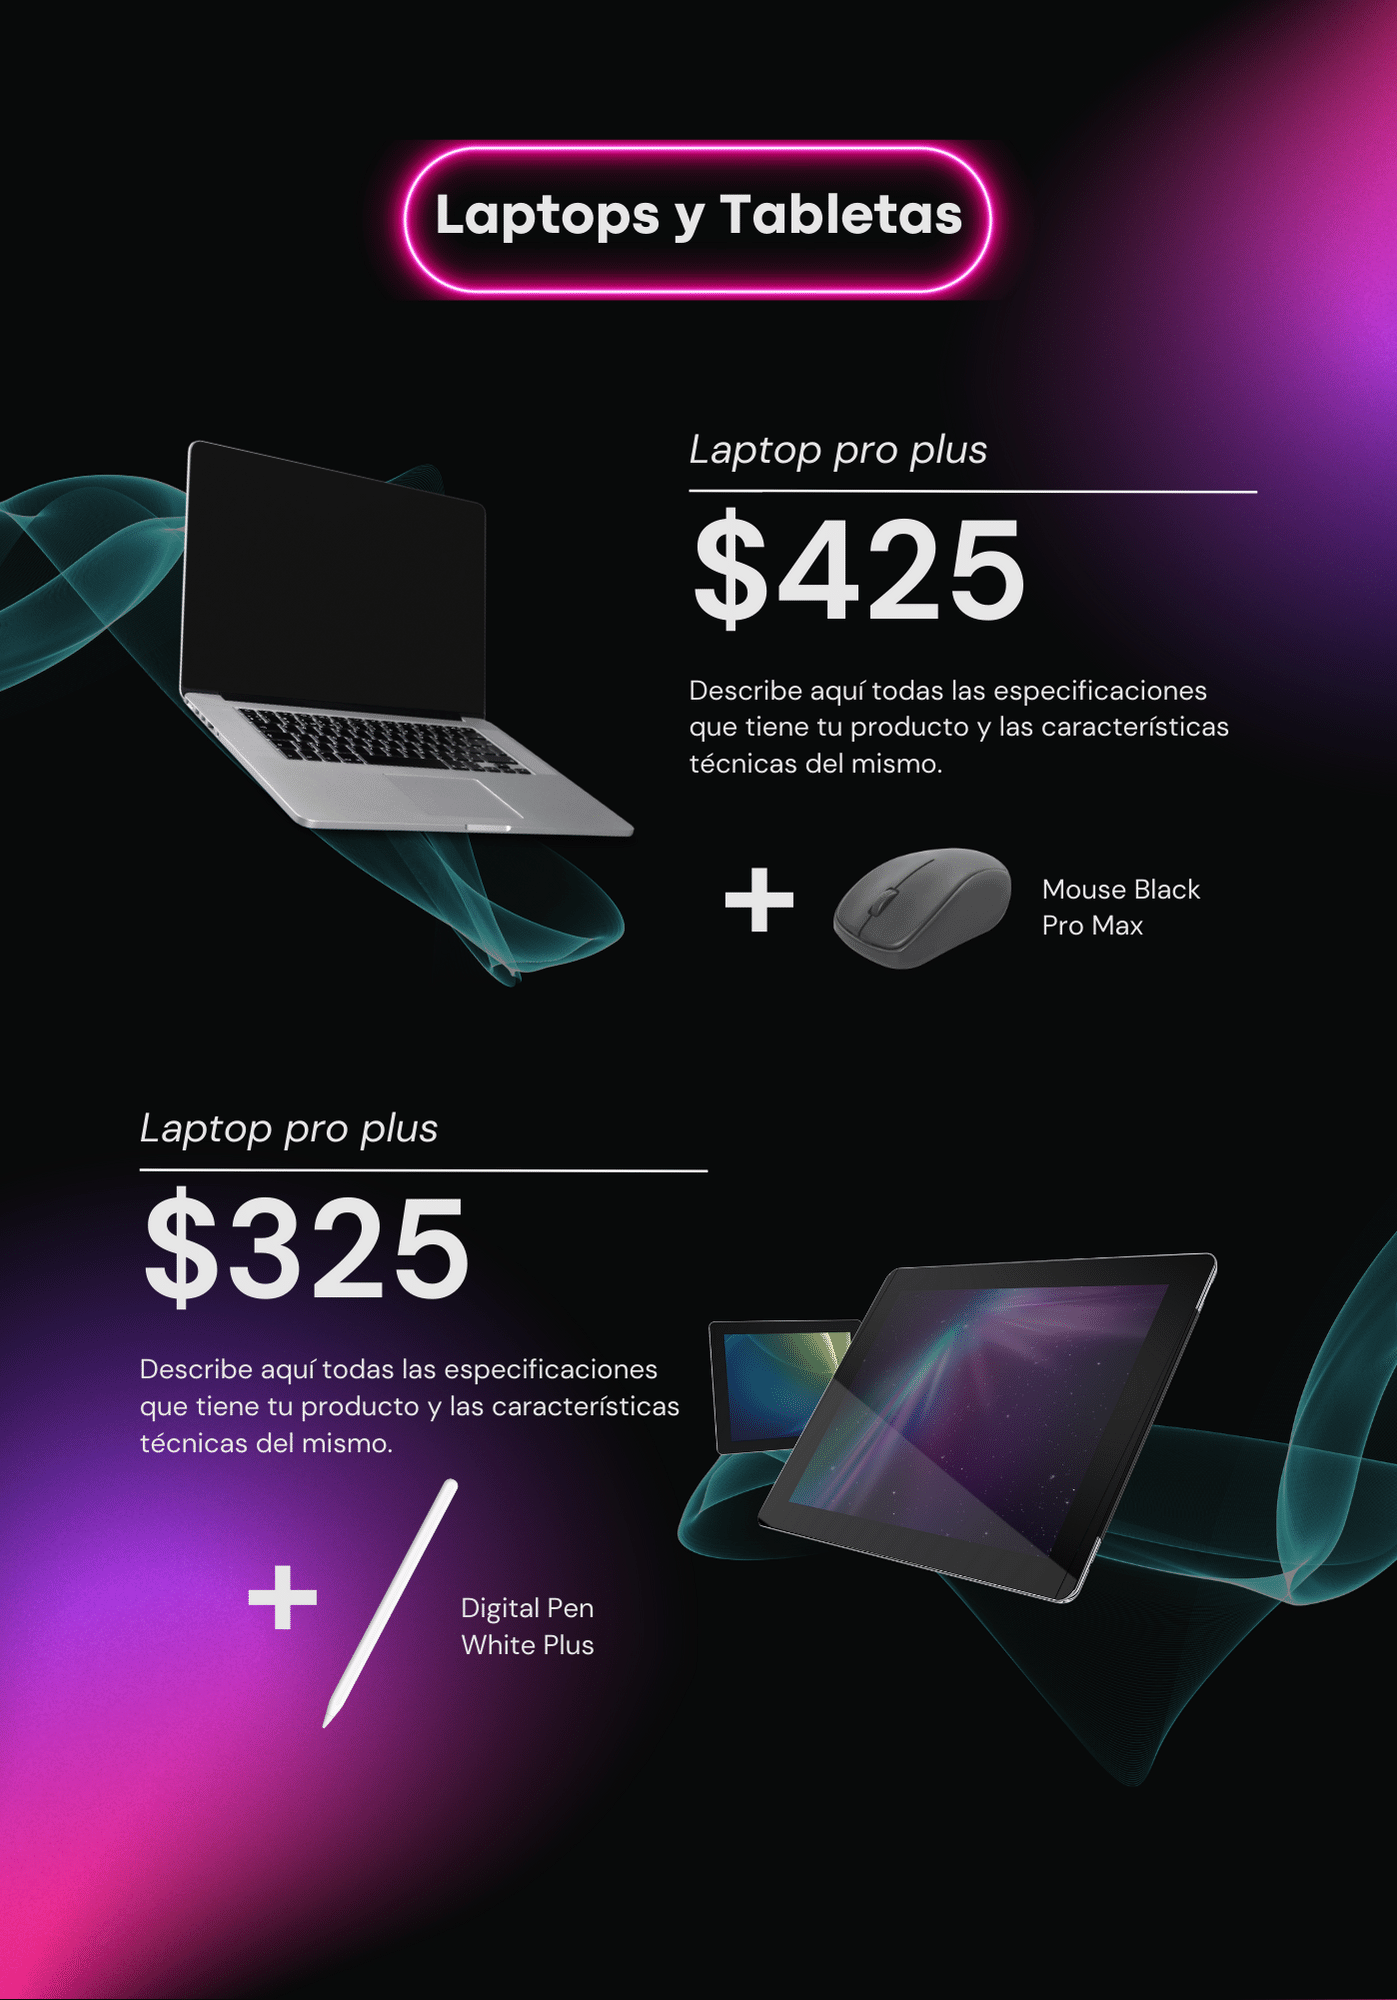 Laptops y Tabletas
Laptop pro plus
$425
Describe aquí todas las especificaciones
que tiene tu producto y las características
técnicas del mismo.
+
Mouse Black
Pro Max
Laptop pro plus
$325
Describe aquí todas las especificaciones
que tiene tu producto y las características
técnicas del mismo.
+
Digital Pen
White Plus